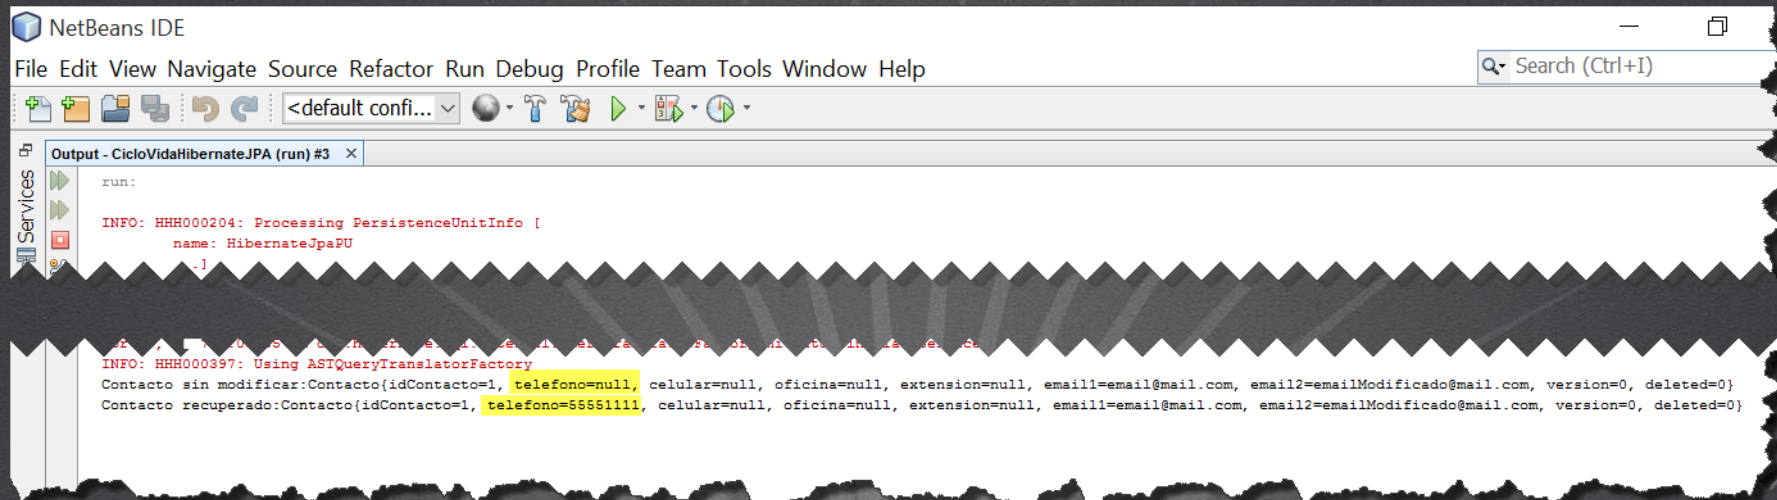 NetBeans IDE
File Edit View Navigate Source Refactor Run Debug Profile Team Tools Window Help
Search (Ctrl+I)
<default confi...
Output - CicloVidaHibernateJPA (run) #3
Services
run:
INFO: HHH000204: Processing PersistenceUnitInfo [
name: HibernateJpaPU
.]
INFO: HHH000397: Using ASTQueryTranslatorFactory
Contacto sin modificar:Contacto{idContacto=1, telefono=null, celular=null, oficina=null, extension=null, email1=email@mail.com, email2=emailModificado@mail.com, version=0, deleted=0}
Contacto recuperado:Contacto{idContacto=1, telefono=55551111, celular=null, oficina=null, extension=null, email1=email@mail.com, email2=emailModificado@mail.com, version=0, deleted=0}